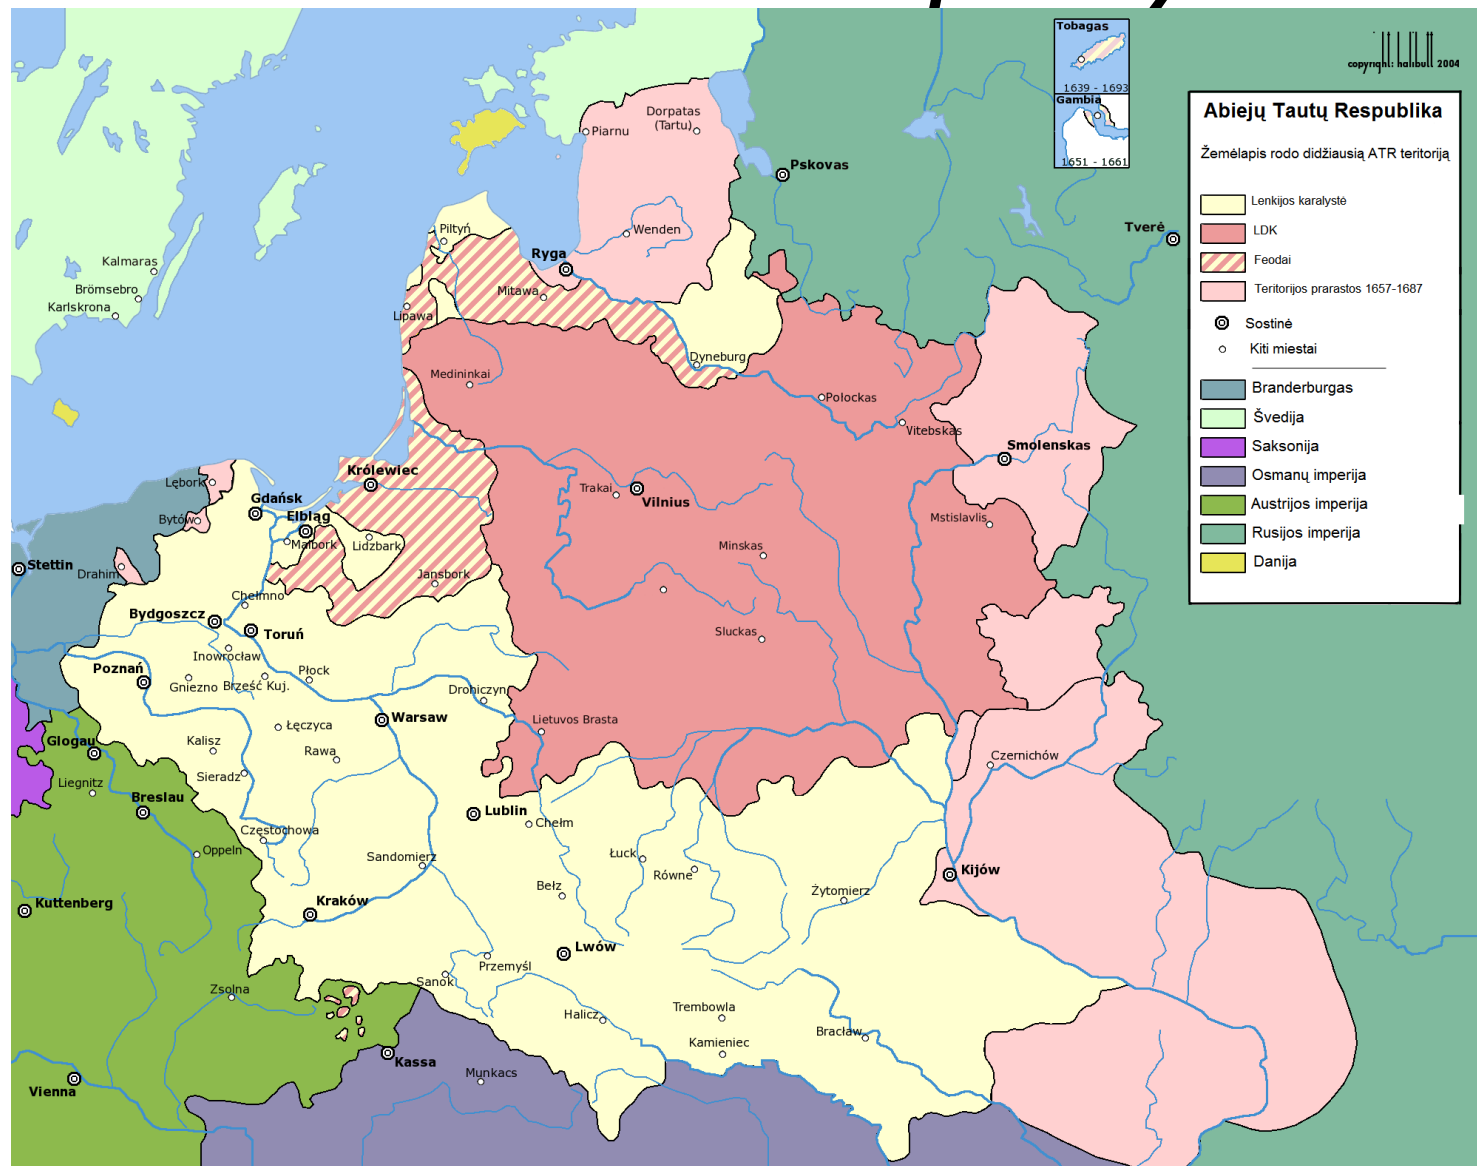 Tobagas
1639 - 1693
Gambia
1651 - 1661
copyright: halibutt 2004
Abiejų Tautų Respublika
Žemėlapis rodo didžiausią ATR teritoriją
Lenkijos karalystė
LDK
Feodai
Teritorijos prarastos 1657-1687
Sostinė
Kiti miestai
Branderburgas
Švedija
Saksonija
Osmanų imperija
Austrijos imperija
Rusijos imperija
Danija
Dorpatas
(Tartu)
Piarnu
Pskovas
Tverė
Piltyń
Wenden
Ryga
Kalmaras
Brömsebro
Karlskrona
Mitawa
Lipawa
Dyneburg
Medininkai
Połockas
Vitebskas
Smolenskas
Królewiec
Lębork
Gdańsk
Trakai
Vilnius
Bytów
Elbląg
Malbork
Lidzbark
Mstislavlis
Minskas
Stettin
Drahim
Jansbork
Chełmno
Bydgoszcz
Toruń
Sluckas
Inowrocław
Poznań
Płock
Gniezno
Brześć Kuj.
Drohiczyn
Warsaw
Lietuvos Brasta
Łęczyca
Glogau
Kalisz
Rawa
Czernichów
Sieradz
Liegnitz
Breslau
Lublin
Chełm
Częstochowa
Oppeln
Sandomierz
Łuck
Równe
Kijów
Bełz
Żytomierz
Kuttenberg
Kraków
Lwów
Przemyśl
Sanok
Zsolna
Halicz
Trembowla
Bracław
Kamieniec
Kassa
Munkacs
Vienna